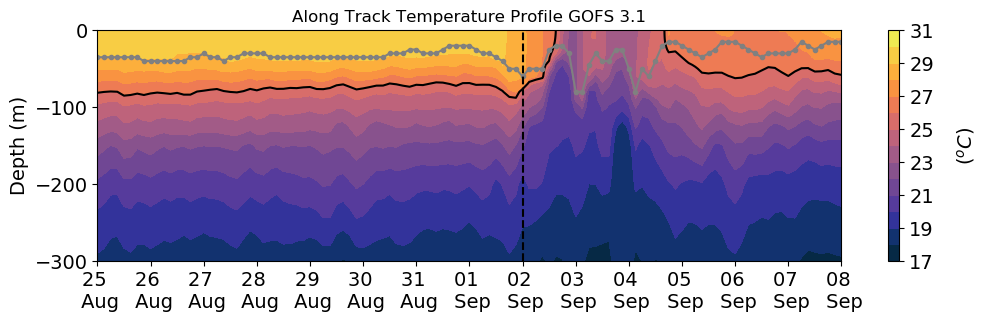 Along Track Temperature Profile GOFS 3.1
0
−100
−200
−300
Depth (m)
25 26 27 28 29 30 31 01 02 03 04 05 06 07 08
Aug Aug Aug Aug Aug Aug Aug Sep Sep Sep Sep Sep Sep Sep Sep
31
29
27
25
23
21
19
17
(°C)